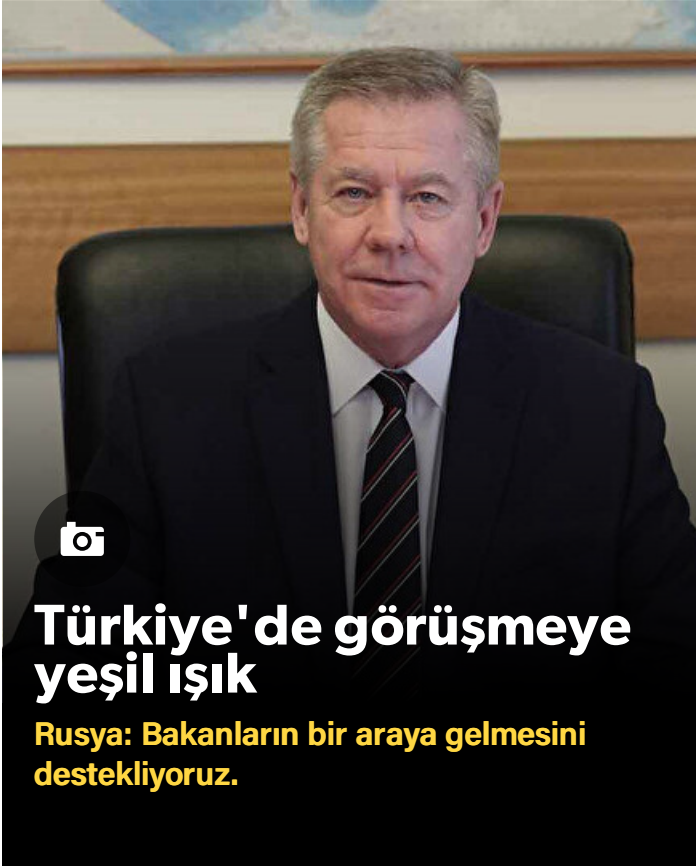 Türkiye'de görüşmeye
yeşil ışık
Rusya: Bakanların bir araya gelmesini
destekliyoruz.